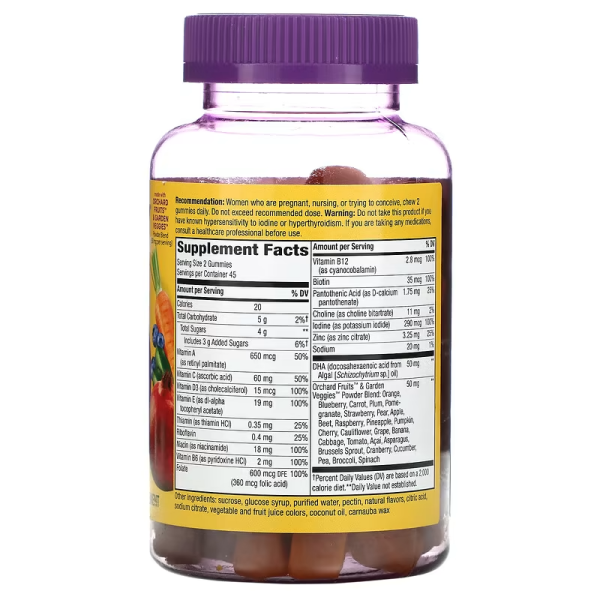 made with
ORCHARD
FRUITS™
& GARDEN
VEGGIES™
Powder Blend
Recommendation: Women who are pregnant, nursing, or trying to conceive, chew 2
gummies daily. Do not exceed recommended dose. Warning: Do not take this product if you
have known hypersensitivity to iodine or hyperthyroidism. If you are taking any medications,
consult a healthcare professional before use.
Supplement Facts
Serving Size 2 Gummies
Servings per Container 45
Amount per Serving % DV
Calories 20
Total Carbohydrate 5 g 2%†
Total Sugars 4 g **
Includes 3 g Added Sugars 6%†
Vitamin A 650 mcg 50%
(as retinyl palmitate)
Vitamin C (ascorbic acid) 60 mg 50%
Vitamin D3 (as cholecalciferol) 15 mcg 100%
Vitamin E (as dl-alpha 19 mg 100%
tocopheryl acetate)
Thiamin (as thiamin HCl) 0.35 mg 25%
Riboflavin 0.4 mg 25%
Niacin (as niacinamide) 18 mg 100%
Vitamin B6 (as pyridoxine HCl) 2 mg 100%
Folate 600 mcg DFE 100%
(360 mcg folic acid)
Amount per Serving % DV
Vitamin B12 2.8 mcg 100%
(as cyanocobalamin)
Biotin 35 mcg 100%
Pantothenic Acid (as D-calcium 1.75 mg 25%
pantothenate)
Choline (as choline bitartrate) 11 mg 2%
Iodine (as potassium iodide) 290 mcg 100%
Zinc (as zinc citrate) 3.25 mg 25%
Sodium 20 mg 1%
DHA (docosahexaenoic acid from 50 mg **
Algal [Schizochytrium sp.] oil)
Orchard Fruits™ & Garden 50 mg **
Veggies™ Powder Blend: Orange,
Blueberry, Carrot, Plum, Pome-
granate, Strawberry, Pear, Apple,
Beet, Raspberry, Pineapple, Pumpkin,
Cherry, Cauliflower, Grape, Banana,
Cabbage, Tomato, Açai, Asparagus,
Brussels Sprout, Cranberry, Cucumber,
Pea, Broccoli, Spinach
†Percent Daily Values (DV) are based on a 2,000
calorie diet. **Daily Value not established.
Other ingredients: sucrose, glucose syrup, purified water, pectin, natural flavors, citric acid,
sodium citrate, vegetable and fruit juice colors, coconut oil, carnauba wax